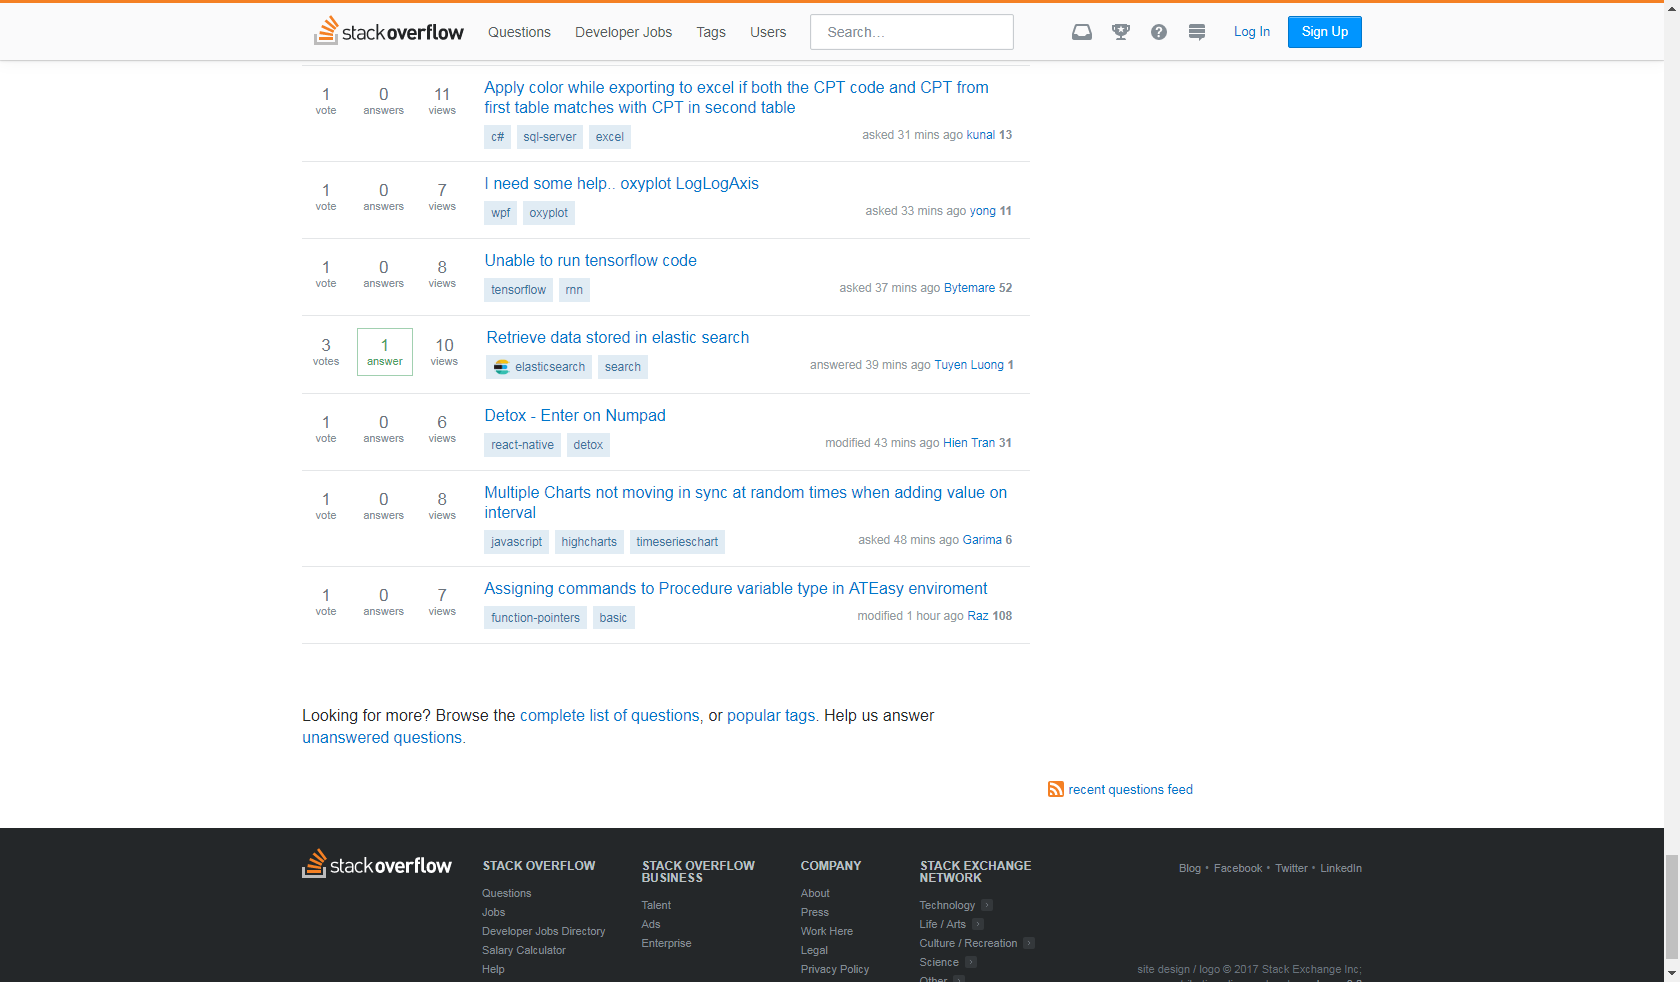 stackoverflow Questions Developer Jobs Tags Users Search... Log In Sign Up
1 vote 0 answers 11 views
Apply color while exporting to excel if both the CPT code and CPT from
first table matches with CPT in second table
c# sql-server excel
asked 31 mins ago kunal 13
1 vote 0 answers 7 views
I need some help.. oxyplot LogLogAxis
wpf oxyplot
asked 33 mins ago yong 11
1 vote 0 answers 8 views
Unable to run tensorflow code
tensorflow rnn
asked 37 mins ago Bytemare 52
3 votes 1 answer 10 views
Retrieve data stored in elastic search
elasticsearch search
answered 39 mins ago Tuyen Luong 1
1 vote 0 answers 6 views
Detox - Enter on Numpad
react-native detox
modified 43 mins ago Hien Tran 31
1 vote 0 answers 8 views
Multiple Charts not moving in sync at random times when adding value on
interval
javascript highcharts timeserieschart
asked 48 mins ago Garima 6
1 vote 0 answers 7 views
Assigning commands to Procedure variable type in ATEasy enviroment
function-pointers basic
modified 1 hour ago Raz 108
Looking for more? Browse the complete list of questions, or popular tags. Help us answer
unanswered questions.
recent questions feed
stackoverflow
STACK OVERFLOW
Questions
Jobs
Developer Jobs Directory
Salary Calculator
Help
STACK OVERFLOW
BUSINESS
Talent
Ads
Enterprise
COMPANY
About
Press
Work Here
Legal
Privacy Policy
STACK EXCHANGE
NETWORK
Technology
Life / Arts
Culture / Recreation
Science
Other
Blog • Facebook • Twitter • LinkedIn
site design / logo © 2017 Stack Exchange Inc;